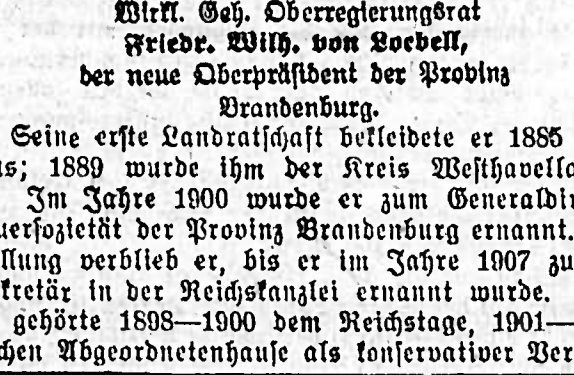 Wirkl. Geh. Oberregierungsrat
Friedr. Wilh. von Loebell,
der neue Oberpräsident der Provinz
Brandenburg.
Seine erste Landratschaft bekleidete er 1885
us; 1889 wurde ihm der Kreis Westhavella
Im Jahre 1900 wurde er zum Generaldir
uersozietät der Provinz Brandenburg ernannt.
llung verblieb er, bis er im Jahre 1907 zu
kretär in der Reichskanzlei ernannt wurde.
gehörte 1898—1900 dem Reichstage, 1901—
chen Abgeordnetenhause als konservativer Ver